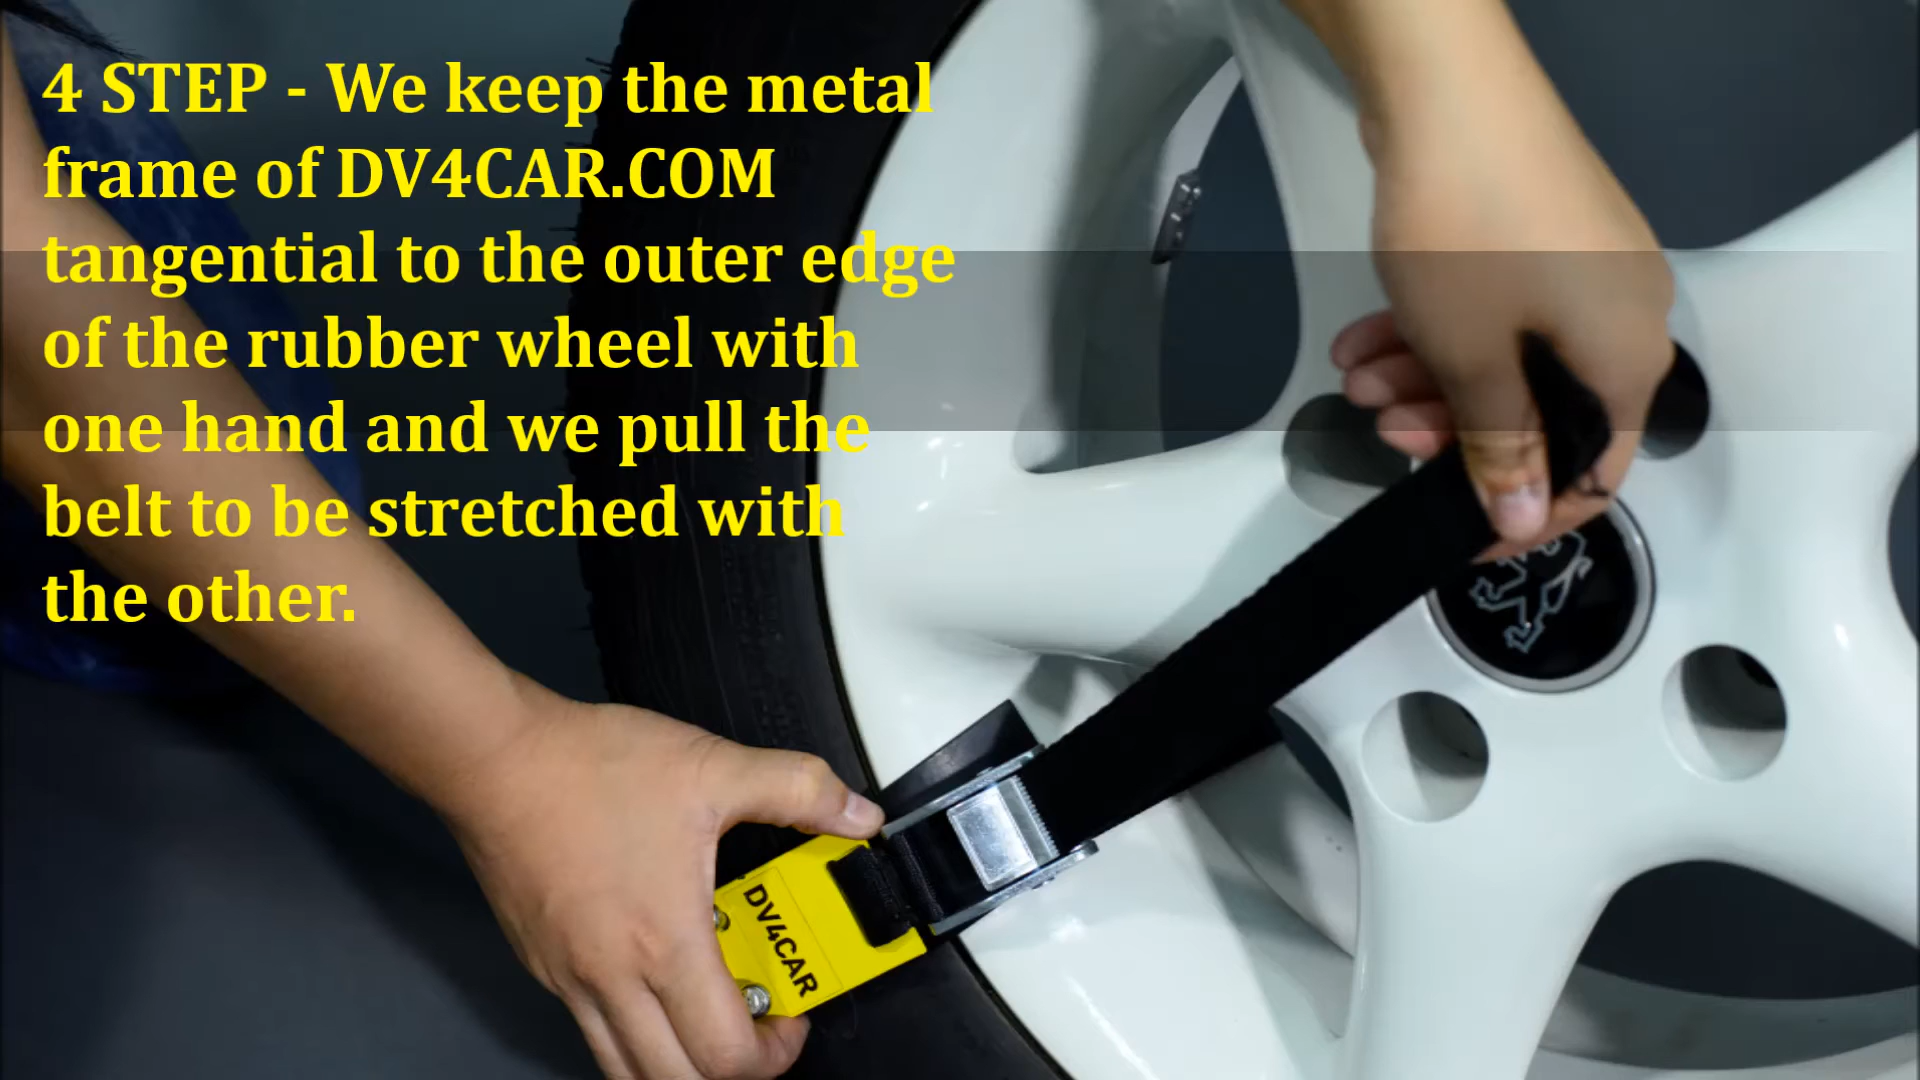 4 STEP - We keep the metal
frame of DV4CAR.COM
tangential to the outer edge
of the rubber wheel with
one hand and we pull the
belt to be stretched with
the other.
DV4CAR